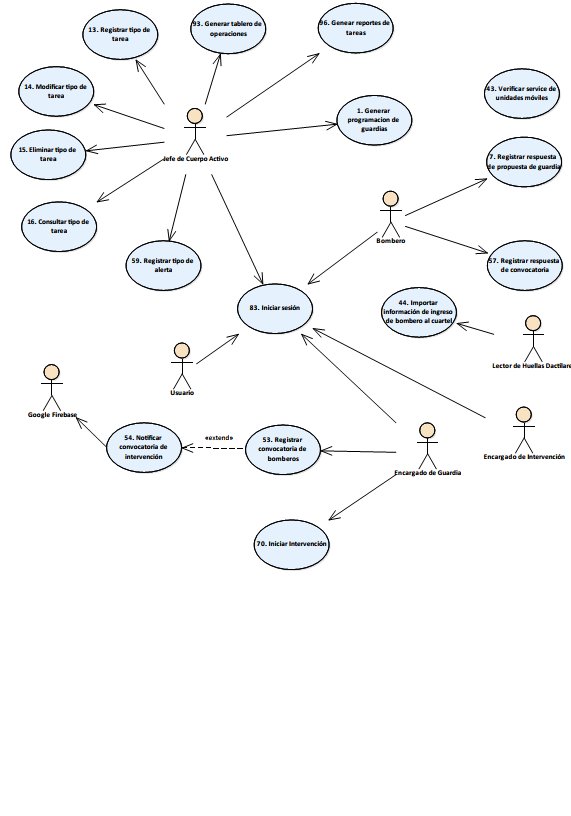 13. Registrar tipo de
tarea
93. Generar tablero de
operaciones
96. Genear reportes de
tareas
14. Modificar tipo de
tarea
43. Verificar service de
unidades móviles
1. Generar
programacion de
guardias
15. Eliminar tipo de
tarea
Jefe de Cuerpo Activo
7. Registrar respuesta
de propuesta de guardia
16. Consultar tipo de
tarea
Bombero
59. Registrar tipo de
alerta
57. Registrar respuesta
de convocatoria
83. Iniciar sesión
44. Importar
información de ingreso
de bombero al cuartel
Lector de Huellas Dactilare
Usuario
Google Firebase
54. Notificar
convocatoria de
intervención
«extend»
53. Registrar
convocatoria de
bomberos
Encargado de Guardia
Encargado de Intervención
70. Iniciar Intervención